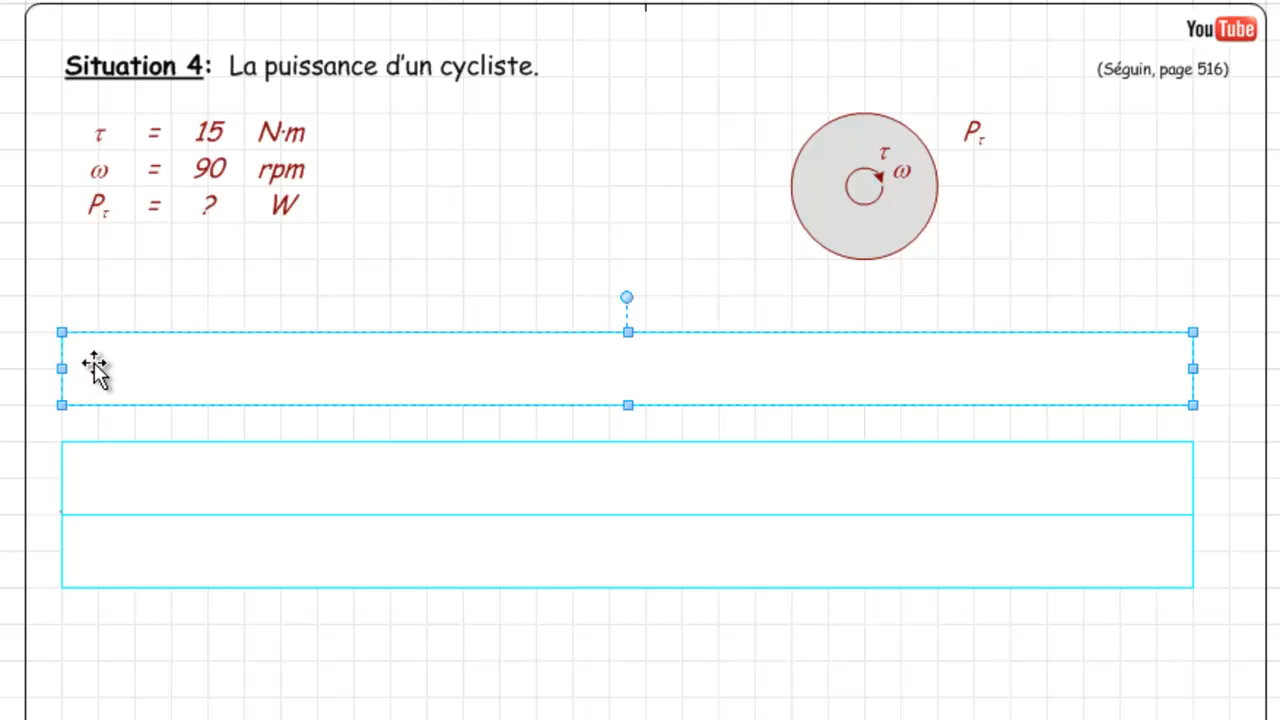 YouTube
Situation 4: La puissance d'un cycliste.
(Séguin, page 516)
τ = 15 N·m
ω = 90 rpm
Pτ = ? W
Pτ
τ
ω